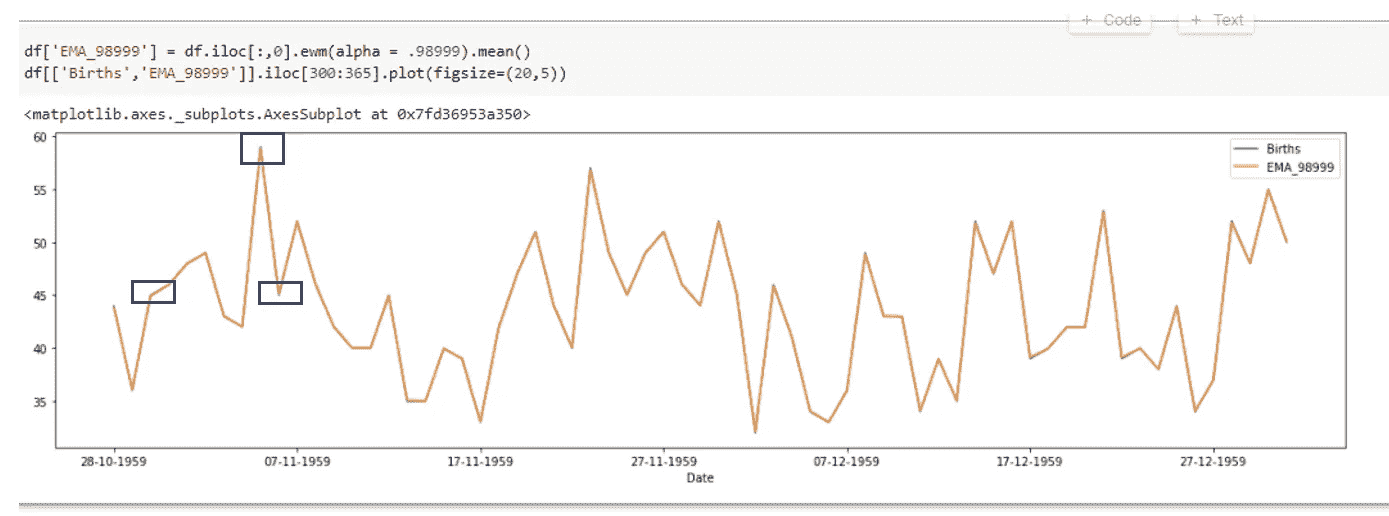 + Code + Text
df['EMA_98999'] = df.iloc[:,0].ewm(alpha = .98999).mean()
df[['Births','EMA_98999']].iloc[300:365].plot(figsize=(20,5))
<matplotlib.axes._subplots.AxesSubplot at 0x7fd36953a350>
60
55
50
45
40
35
Births
EMA_98999
28-10-1959 07-11-1959 17-11-1959 27-11-1959 07-12-1959 17-12-1959 27-12-1959
Date